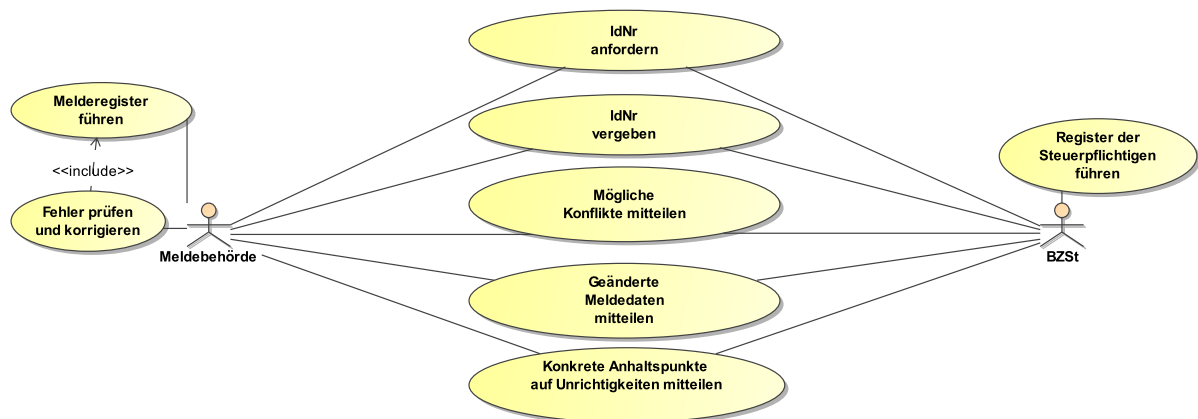 IdNr
anfordern
Melderegister
führen
IdNr
vergeben
Register der
Steuerpflichtigen
führen
<<include>>
Mögliche
Konflikte mitteilen
Fehler prüfen
und korrigieren
Meldebehörde
BZSt
Geänderte
Meldedaten
mitteilen
Konkrete Anhaltspunkte
auf Unrichtigkeiten mitteilen